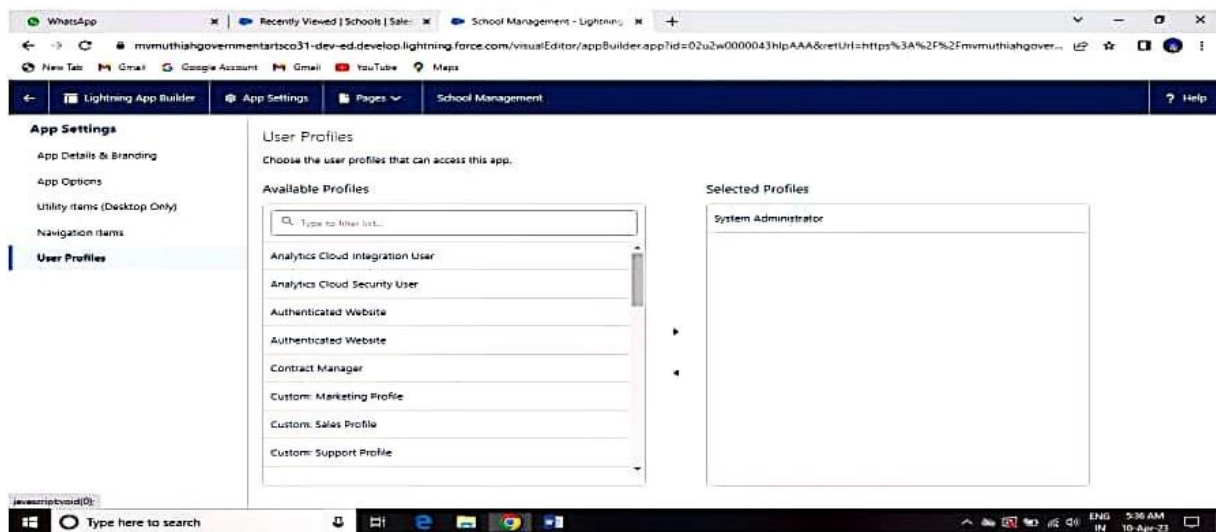 WhatsApp
Recently Viewed | Schools | Sale
School Management - Lightning
mvmuthiahgovernmentartsco31-dev-ed.develop.lightning.force.com/visualEditor/appBuilder.app?id=02u2w0000043hlpAAA&retUrl=https%3A%2F%2Fmvmuthiahgover...
New Tab Gmail Google Account Gmail YouTube Maps
Lightning App Builder App Settings Pages School Management ? Help
App Settings
App Details & Branding
App Options
Utility Items (Desktop Only)
Navigation Items
User Profiles
User Profiles
Choose the user profiles that can access this app.
Available Profiles
Type to filter list...
Analytics Cloud Integration User
Analytics Cloud Security User
Authenticated Website
Authenticated Website
Contract Manager
Custom: Marketing Profile
Custom: Sales Profile
Custom: Support Profile
Selected Profiles
System Administrator
javascript:void(0);
Type here to search
ENG
IN
5:36 AM
10-Apr-23